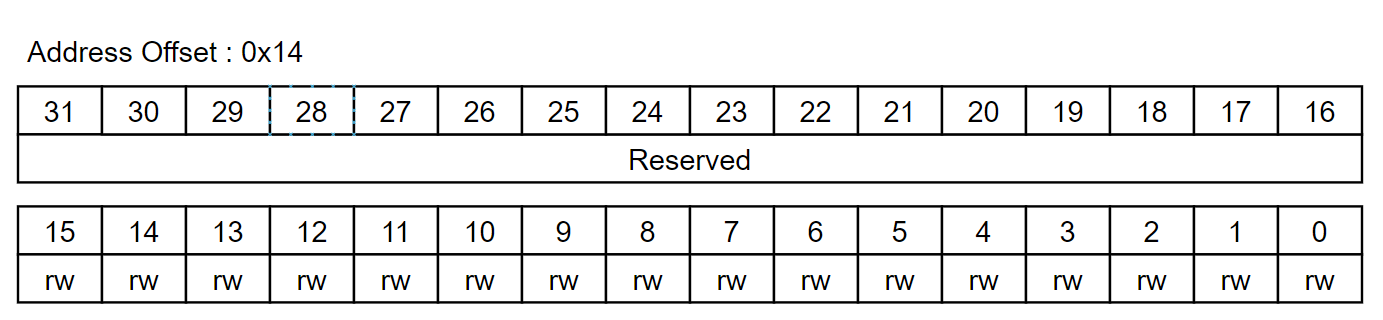 Address Offset : 0x14
31 30 29 28 27 26 25 24 23 22 21 20 19 18 17 16
Reserved
15 14 13 12 11 10 9 8 7 6 5 4 3 2 1 0
rw rw rw rw rw rw rw rw rw rw rw rw rw rw rw rw